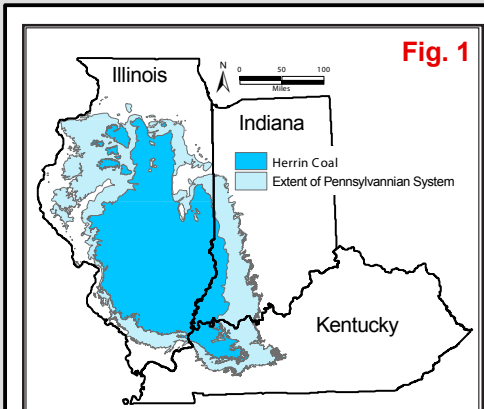 Fig. 1
N
0 50 100
Miles
Illinois
Indiana
Herrin Coal
Extent of Pennsylvannian System
Kentucky